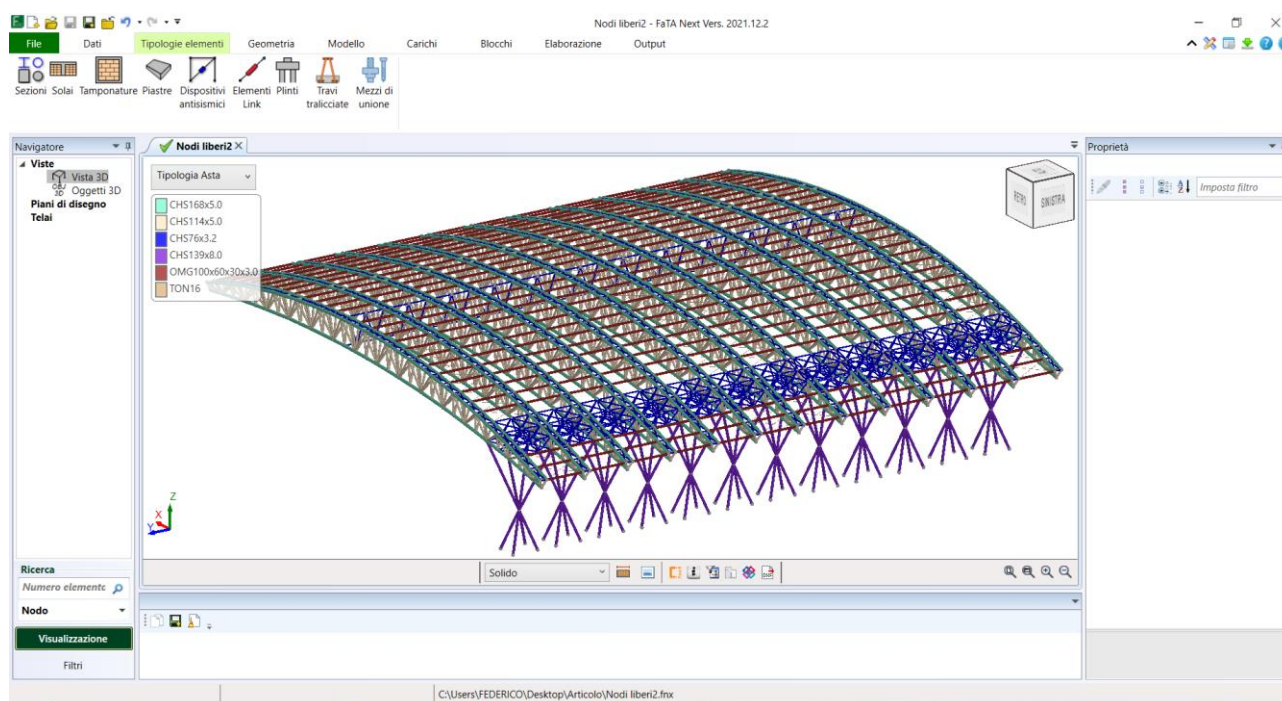 Nodi liberi2 - FaTA Next Vers. 2021.12.2
File Dati Tipologie elementi Geometria Modello Carichi Blocchi Elaborazione Output
Sezioni Solai Tamponature Piastre Dispositivi antisismici Elementi Link Plinti Travi tralicciate Mezzi di unione
Navigatore
Viste
Vista 3D
Oggetti 3D
Piani di disegno
Telai
Nodi liberi2
Tipologia Asta
CHS168x5.0
CHS114x5.0
CHS76x3.2
CHS139x8.0
OMG100x60x30x3.0
TON16
RETRO SINISTRA
Z
X
Y
Proprietà
Imposta filtro
Solido
Ricerca
Numero elemento
Nodo
Visualizzazione
Filtri
C:\Users\FEDERICO\Desktop\Articolo\Nodi liberi2.fnx